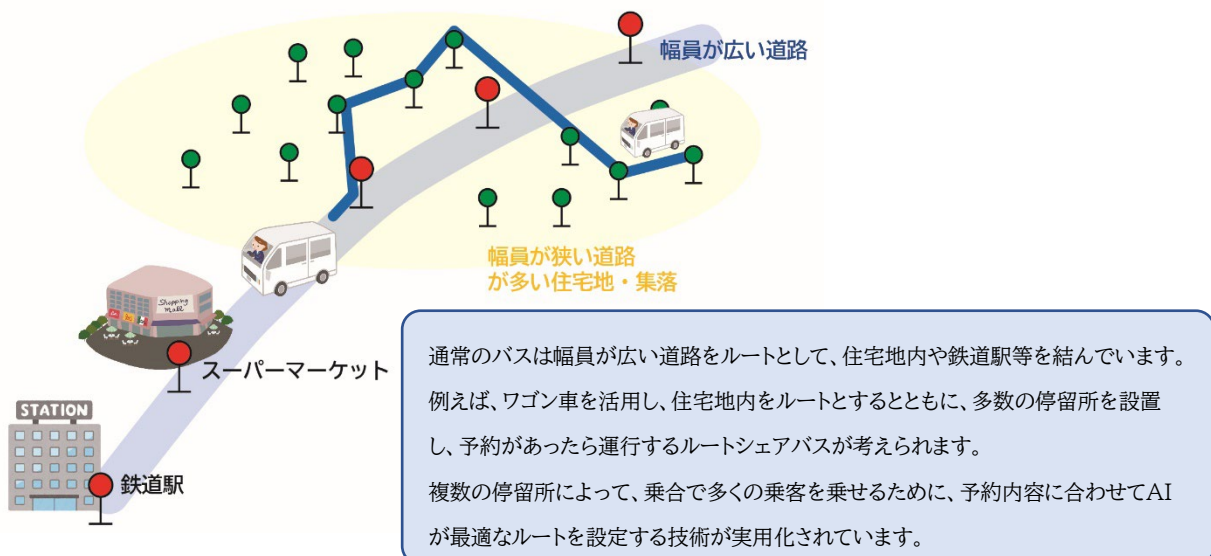 幅員が広い道路
幅員が狭い道路
が多い住宅地・集落
Shopping
Mall
スーパーマーケット
STATION
鉄道駅
通常のバスは幅員が広い道路をルートとして、住宅地内や鉄道駅等を結んでいます。
例えば、ワゴン車を活用し、住宅地内をルートとするとともに、多数の停留所を設置
し、予約があったら運行するルートシェアバスが考えられます。
複数の停留所によって、乗合で多くの乗客を乗せるために、予約内容に合わせてAI
が最適なルートを設定する技術が実用化されています。